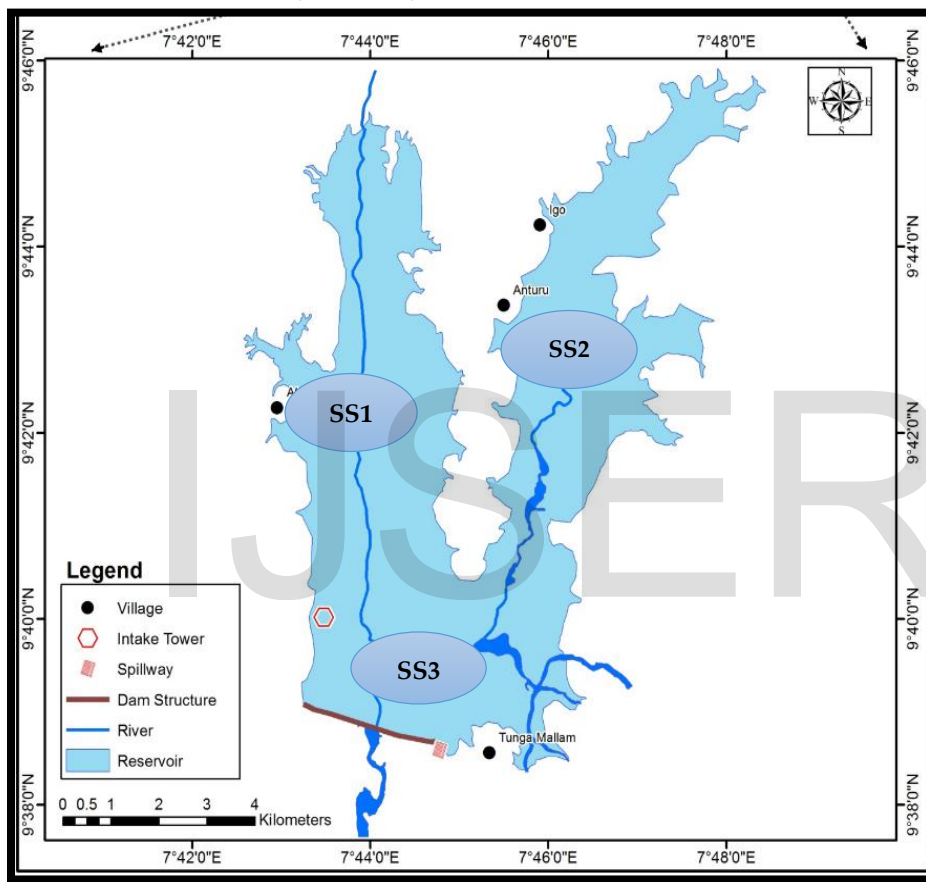 7°42'0"E 7°44'0"E 7°46'0"E 7°48'0"E
9°46'0"N 9°46'0"N
N
W E
S
Igo
9°44'0"N 9°44'0"N
Anturu
SS2
SS1
9°42'0"N 9°42'0"N
IJSER
Legend
Village
Intake Tower
Spillway
Dam Structure
River
Reservoir
9°40'0"N 9°40'0"N
SS3
Tunga Mallam
0 0.5 1 2 3 4
Kilometers
9°38'0"N 9°38'0"N
7°42'0"E 7°44'0"E 7°46'0"E 7°48'0"E